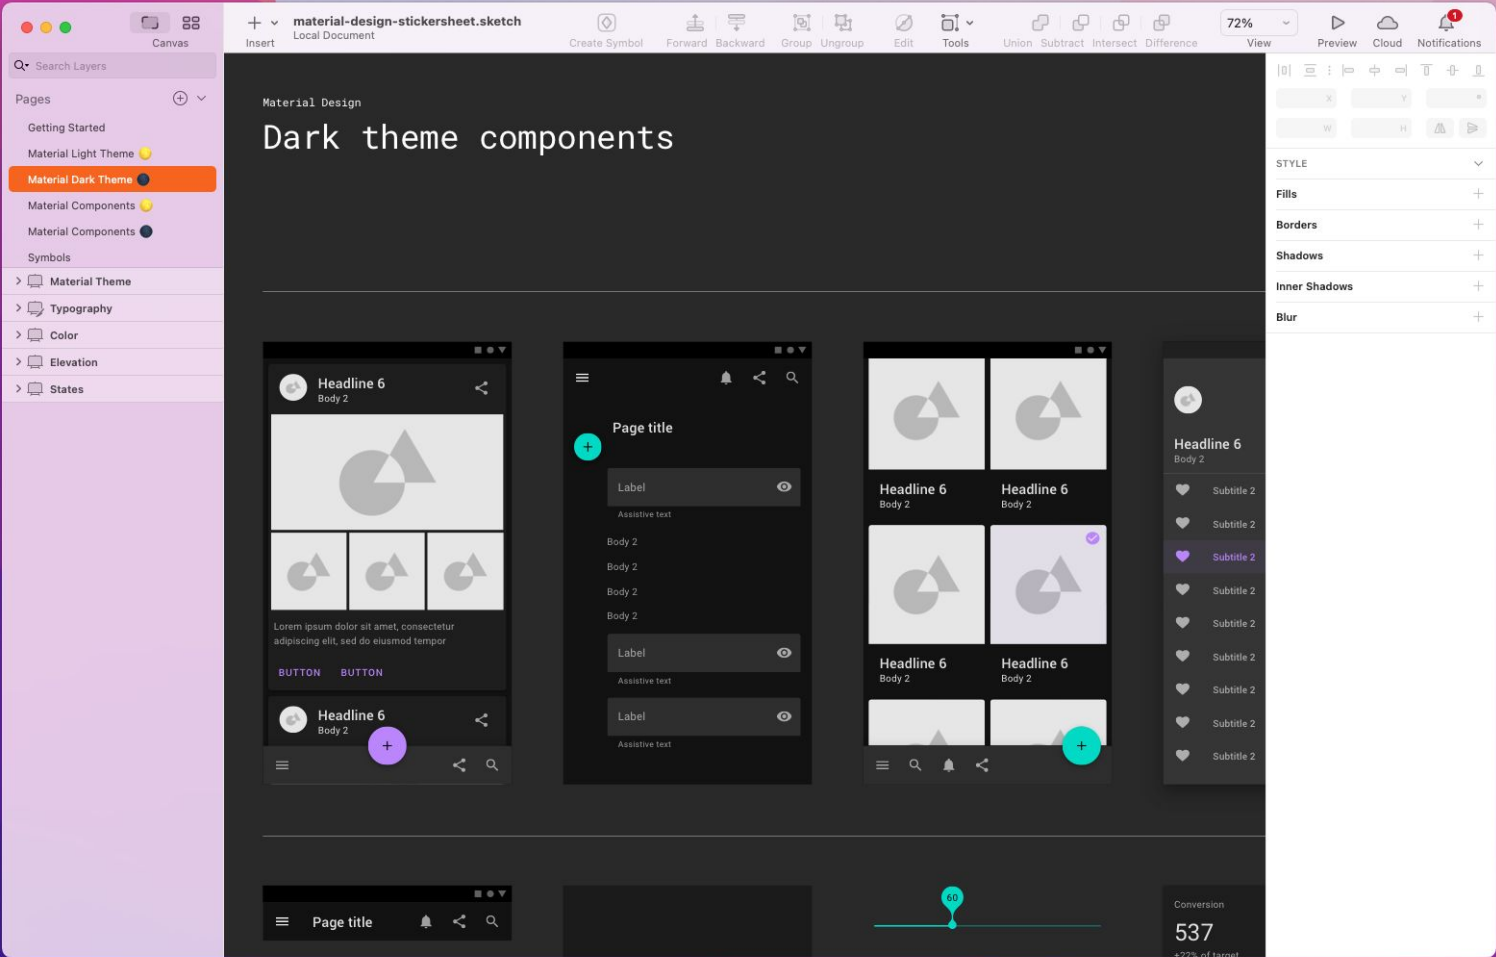 material-design-stickersheet.sketch
Local Document
Canvas
Insert
Create Symbol
Forward
Backward
Group
Ungroup
Edit
Tools
Union
Subtract
Intersect
Difference
72%
View
Preview
Cloud
1
Notifications
Search Layers
Pages
Getting Started
Material Light Theme
Material Dark Theme
Material Components
Material Components
Symbols
Material Theme
Typography
Color
Elevation
States
Material Design
Dark theme components
Headline 6
Body 2
Lorem ipsum dolor sit amet, consectetur
adipiscing elit, sed do eiusmod tempor
BUTTON BUTTON
Headline 6
Body 2
Page title
Label
Assistive text
Body 2
Body 2
Body 2
Body 2
Label
Assistive text
Label
Assistive text
Headline 6 Headline 6
Body 2 Body 2
Headline 6 Headline 6
Body 2 Body 2
Headline 6
Body 2
Subtitle 2
Subtitle 2
Subtitle 2
Subtitle 2
Subtitle 2
Subtitle 2
Subtitle 2
Subtitle 2
Subtitle 2
Page title
60
Conversion
537
+22% of target
X Y °
W H
STYLE
Fills
Borders
Shadows
Inner Shadows
Blur